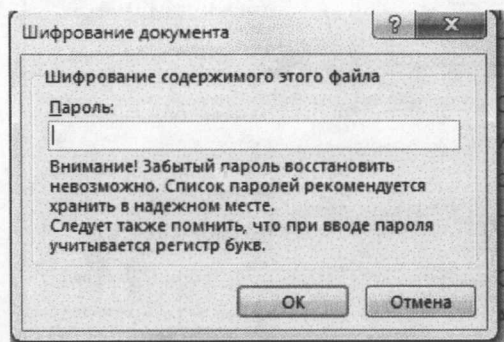 Шифрование документа
Шифрование содержимого этого файла
Пароль:
Внимание! Забытый пароль восстановить
невозможно. Список паролей рекомендуется
хранить в надежном месте.
Следует также помнить, что при вводе пароля
учитывается регистр букв.
ОК
Отмена